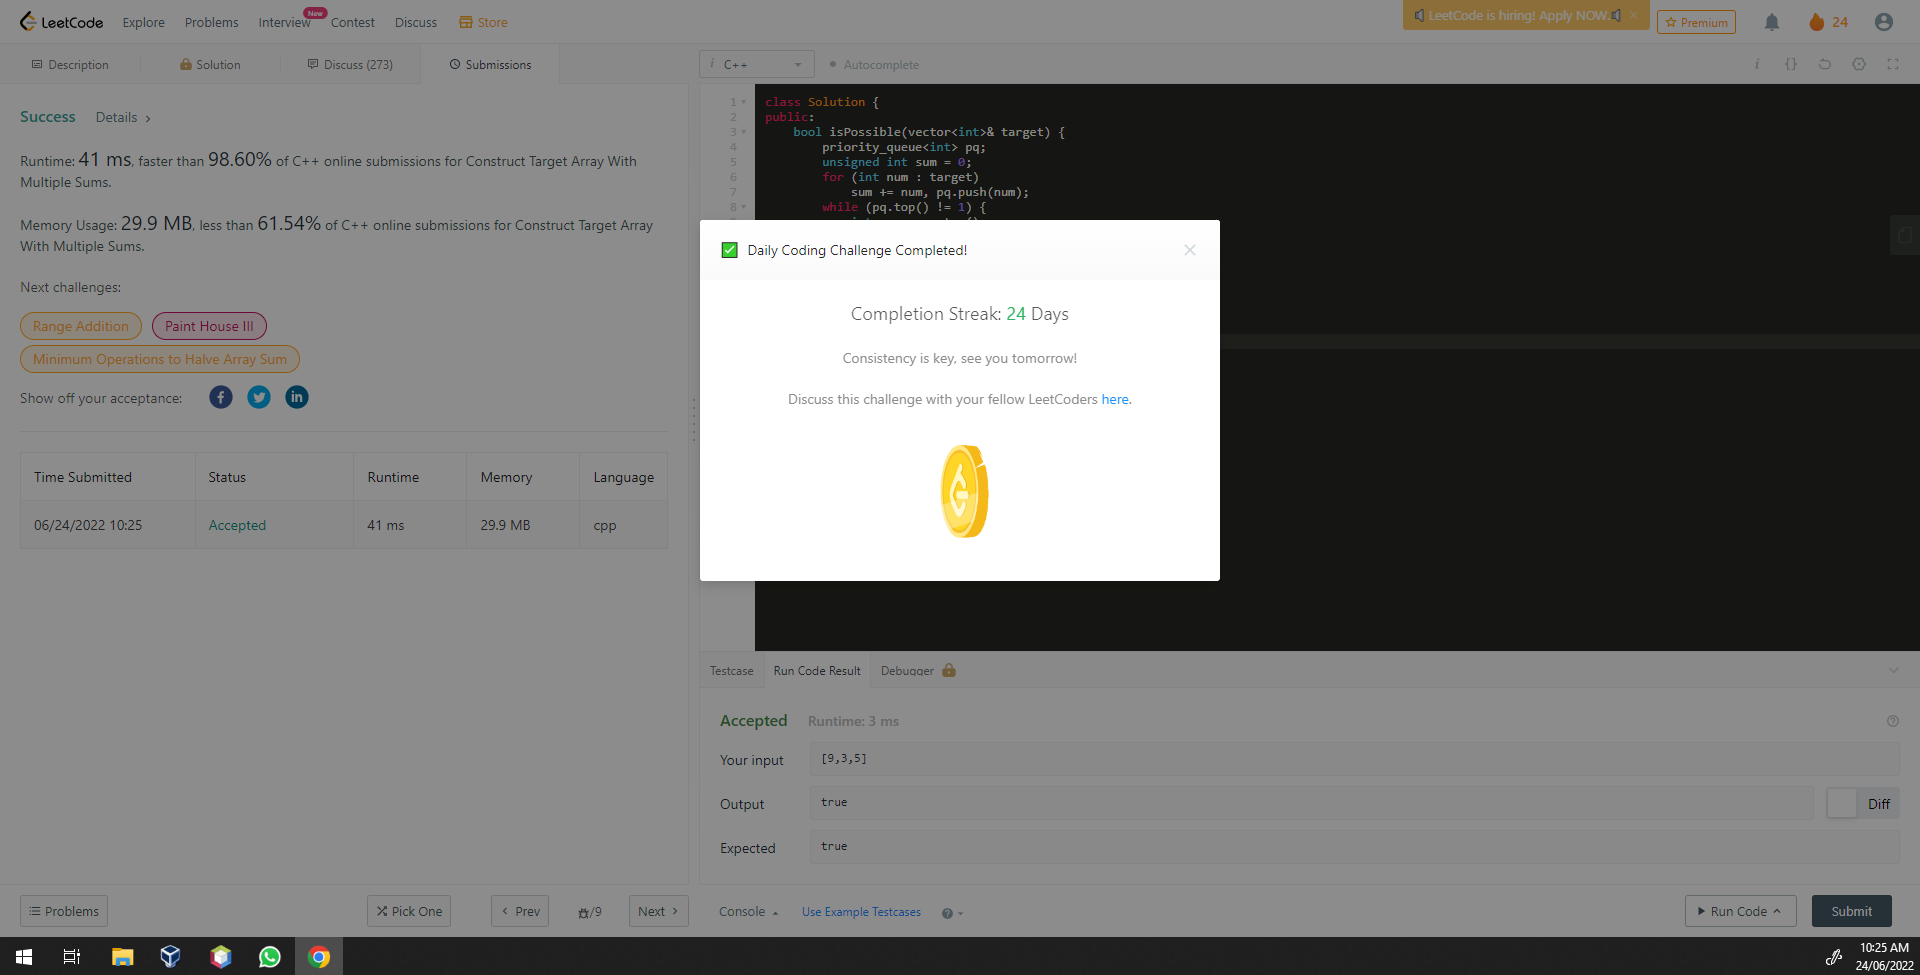 LeetCode
Explore
Problems
Interview
New
Contest
Discuss
Store
LeetCode is hiring! Apply NOW.
Premium
24
Description
Solution
Discuss (273)
Submissions
i C++
Autocomplete
Success Details >
Runtime: 41 ms, faster than 98.60% of C++ online submissions for Construct Target Array With
Multiple Sums.
Memory Usage: 29.9 MB, less than 61.54% of C++ online submissions for Construct Target Array
With Multiple Sums.
Next challenges:
Range Addition
Paint House III
Minimum Operations to Halve Array Sum
Show off your acceptance:
Time Submitted Status Runtime Memory Language
06/24/2022 10:25 Accepted 41 ms 29.9 MB cpp
1 class Solution {
2 public:
3 bool isPossible(vector<int>& target) {
4 priority_queue<int> pq;
5 unsigned int sum = 0;
6 for (int num : target)
7 sum += num, pq.push(num);
8 while (pq.top() != 1) {
Daily Coding Challenge Completed!
Completion Streak: 24 Days
Consistency is key, see you tomorrow!
Discuss this challenge with your fellow LeetCoders here.
Testcase
Run Code Result
Debugger
Accepted Runtime: 3 ms
Your input [9,3,5]
Output true
Diff
Expected true
Problems
Pick One
< Prev
/9
Next >
Console
Use Example Testcases
Run Code
Submit
10:25 AM
24/06/2022